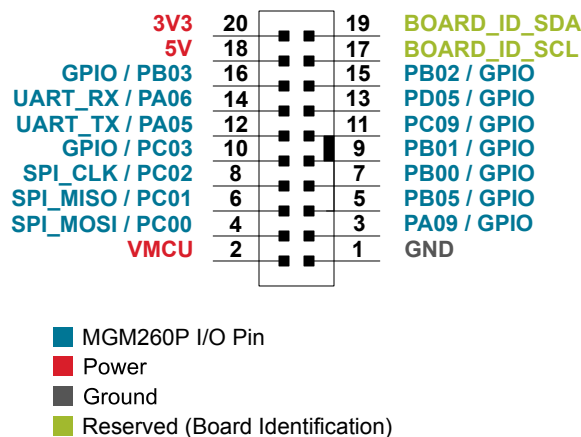 3V3 20 19 BOARD_ID_SDA
5V 18 17 BOARD_ID_SCL
GPIO / PB03 16 15 PB02 / GPIO
UART_RX / PA06 14 13 PD05 / GPIO
UART_TX / PA05 12 11 PC09 / GPIO
GPIO / PC03 10 9 PB01 / GPIO
SPI_CLK / PC02 8 7 PB00 / GPIO
SPI_MISO / PC01 6 5 PB05 / GPIO
SPI_MOSI / PC00 4 3 PA09 / GPIO
VMCU 2 1 GND
MGM260P I/O Pin
Power
Ground
Reserved (Board Identification)